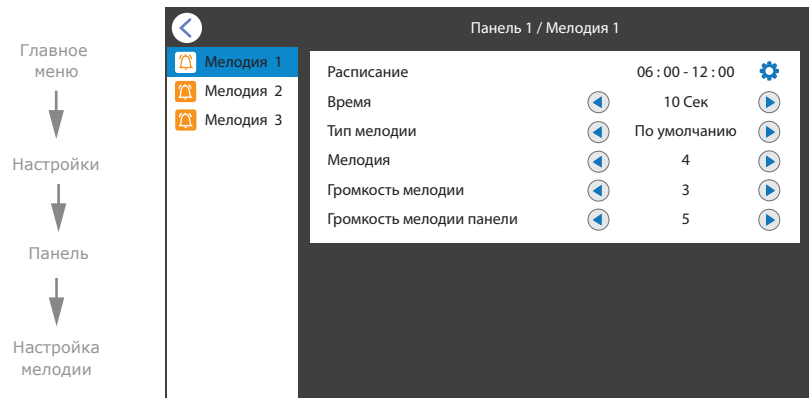 Главное
меню
Настройки
Панель
Настройка
мелодии
Панель 1 / Мелодия 1
Мелодия 1
Мелодия 2
Мелодия 3
Расписание 06 : 00 - 12 : 00
Время 10 Сек
Тип мелодии По умолчанию
Мелодия 4
Громкость мелодии 3
Громкость мелодии панели 5